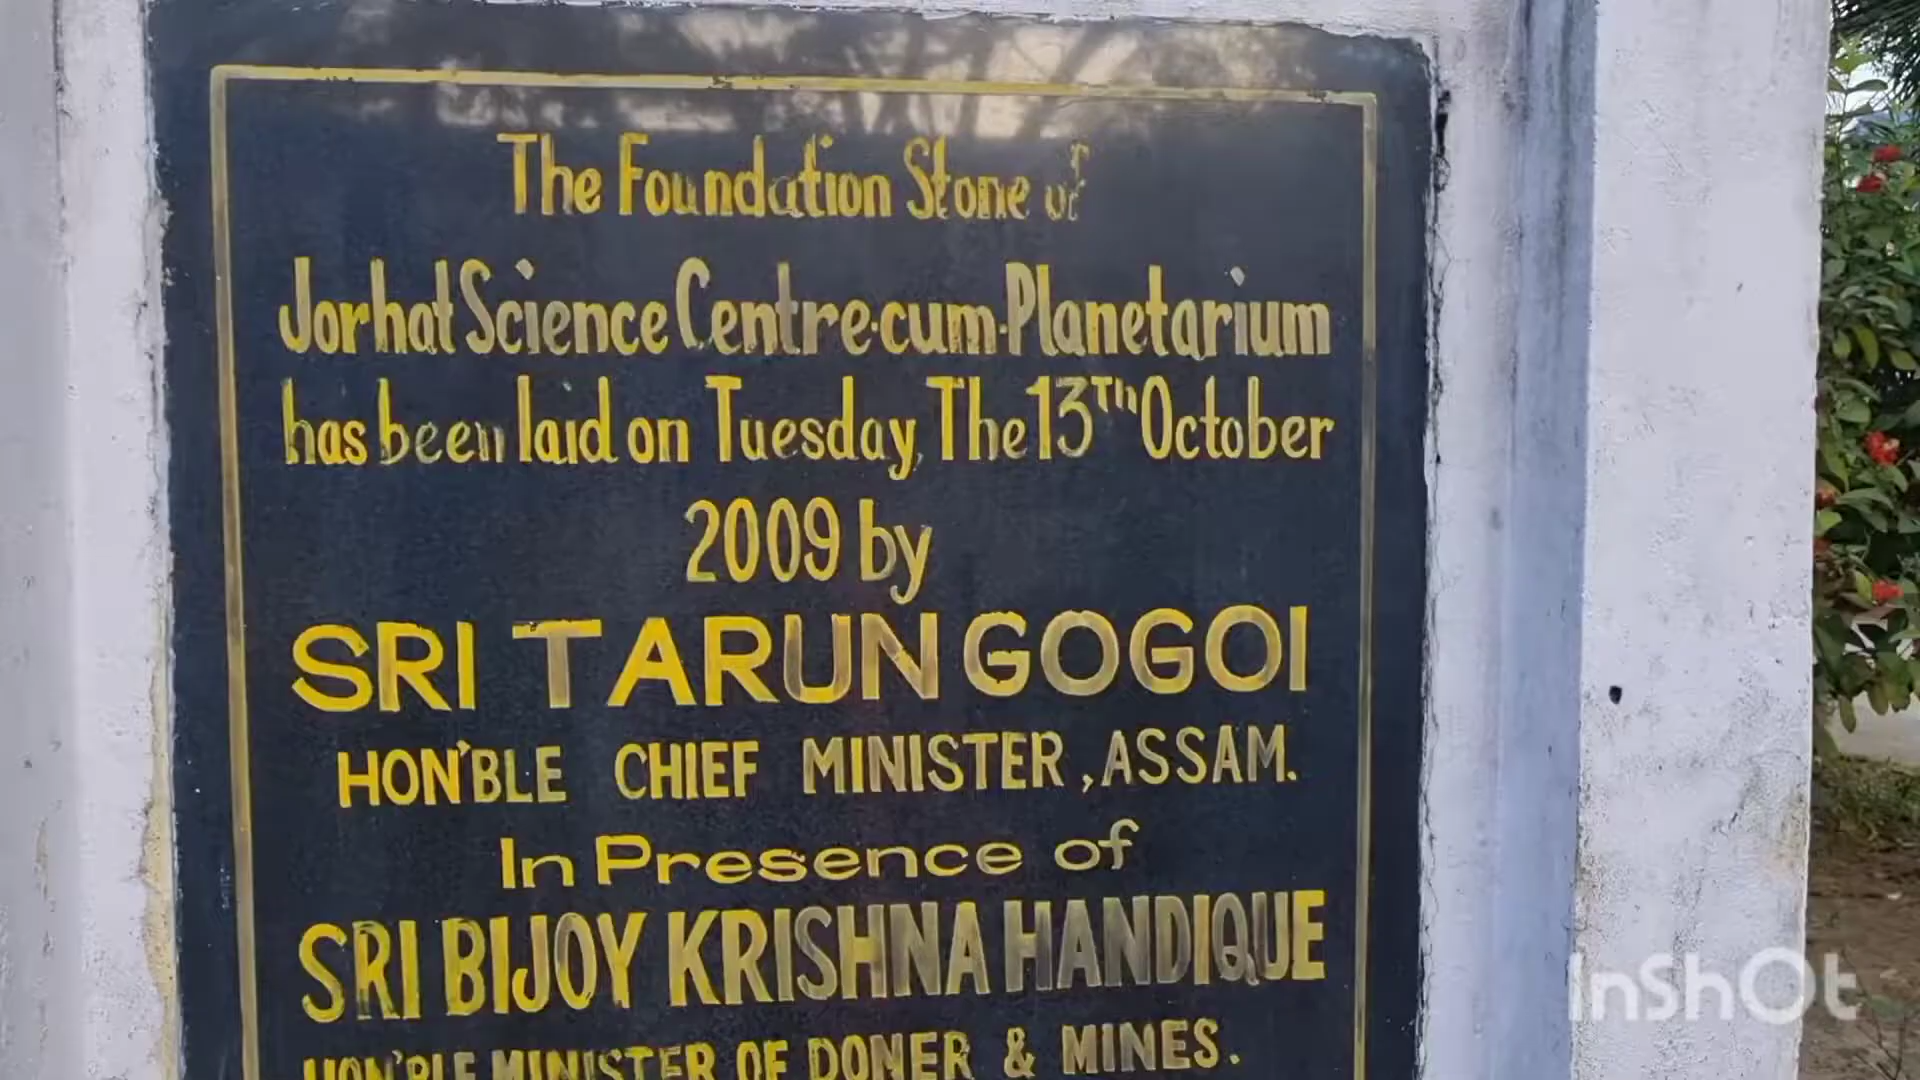 The Foundation Stone of
Jorhat Science Centre-cum-Planetarium
has been laid on Tuesday, The 13Th October
2009 by
SRI TARUN GOGOI
HON'BLE CHIEF MINISTER, ASSAM.
In Presence of
SRI BIJOY KRISHNA HANDIQUE
HON'BLE MINISTER OF DONER & MINES.
InShOt